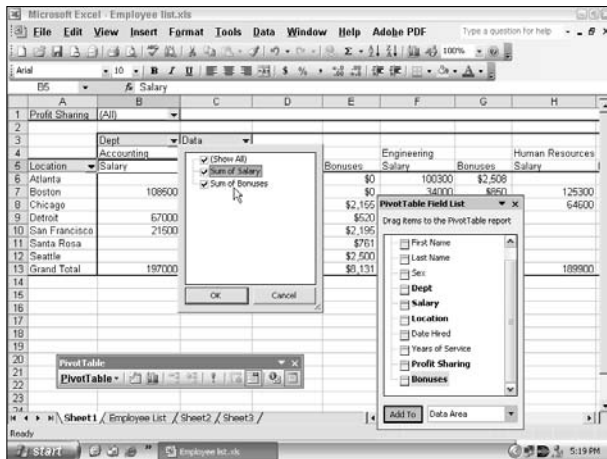 Microsoft Excel - Employee list.xls
File Edit View Insert Format Tools Data Window Help Adobe PDF Type a question for help
100%
Arial 10 B I U $ % , A
B5 fx Salary
A B C D E F G H
1 Profit Sharing (All)
2
3 Dept Data
4 Accounting Engineering Human Resources
5 Location Salary Bonuses Salary Bonuses Salary
6 Atlanta $0 100300 $2,508
7 Boston 108500 $0 34000 $850 125300
8 Chicago $2,155 64600
9 Detroit 67000 $520
10 San Francisco 21500 $2,195
11 Santa Rosa $761
12 Seattle $2,500
13 Grand Total 197000 $8,131 189900
14
15
16
17
18
19
20
21
22
23
24
(Show All)
Sum of Salary
Sum of Bonuses
OK Cancel
PivotTable Field List
Drag items to the PivotTable report
First Name
Last Name
Sex
Dept
Salary
Location
Date Hired
Years of Service
Profit Sharing
Bonuses
Add To Data Area
PivotTable
PivotTable
Sheet1 Employee List Sheet2 Sheet3
Ready
start Employee list.xls 5:19 PM